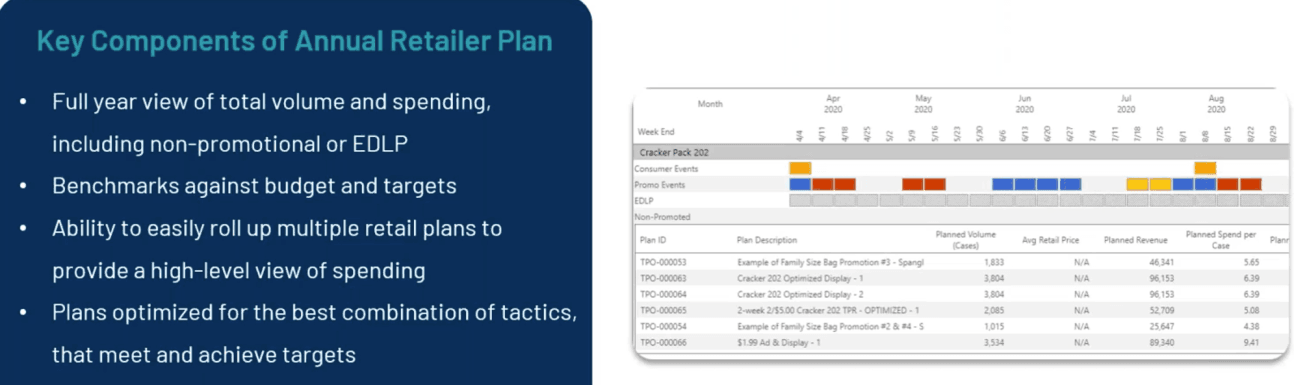 Key Components of Annual Retailer Plan
• Full year view of total volume and spending,
including non-promotional or EDLP
• Benchmarks against budget and targets
• Ability to easily roll up multiple retail plans to
provide a high-level view of spending
• Plans optimized for the best combination of tactics,
that meet and achieve targets
Month Apr 2020 May 2020 Jun 2020 Jul 2020 Aug 2020
Week End 4/4 4/11 4/18 4/25 5/2 5/9 5/16 5/23 5/30 6/6 6/13 6/20 6/27 7/4 7/11 7/18 7/25 8/1 8/8 8/15 8/22 8/29
Cracker Pack 202
Consumer Events
Promo Events
EDLP
Non-Promoted
Plan ID Plan Description Planned Volume (Cases) Avg Retail Price Planned Revenue Planned Spend per Case Planr
TPO-000053 Example of Family Size Bag Promotion #3 - Spangl 1,833 N/A 46,341 5.65
TPO-000063 Cracker 202 Optimized Display - 1 3,804 N/A 96,153 6.39
TPO-000064 Cracker 202 Optimized Display - 2 3,804 N/A 96,153 6.39
TPO-000065 2-week 2/$5.00 Cracker 202 TPR - OPTIMIZED - 1 2,085 N/A 52,709 5.08
TPO-000054 Example of Family Size Bag Promotion #2 & #4 - S 1,015 N/A 25,647 4.38
TPO-000066 $1.99 Ad & Display - 1 3,534 N/A 89,340 9.41